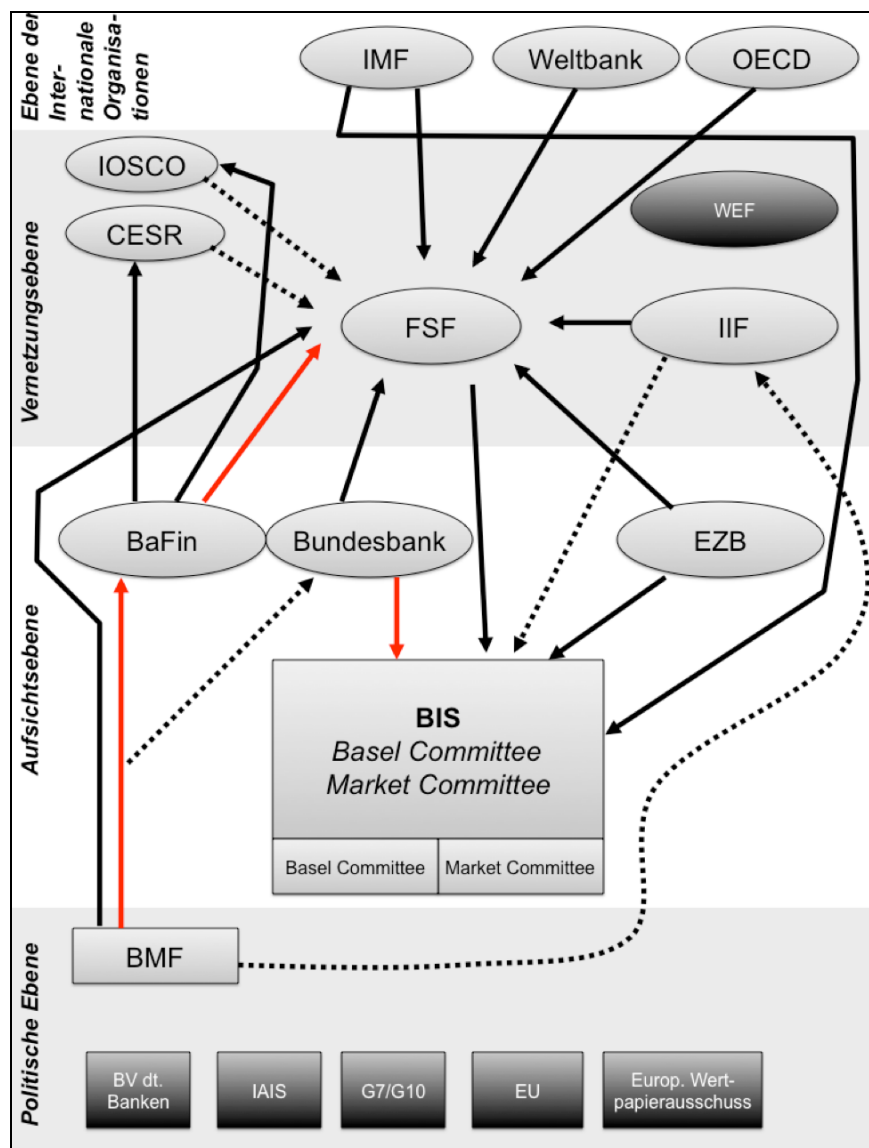 Ebene der
Inter-
nationale
Organisa-
tionen
IMF
Weltbank
OECD
Vernetzungsebene
IOSCO
CESR
WEF
FSF
IIF
Aufsichtsebene
BaFin
Bundesbank
EZB
BIS
Basel Committee
Market Committee
Basel Committee
Market Committee
Politische Ebene
BMF
BV dt.
Banken
IAIS
G7/G10
EU
Europ. Wert-
papierausschuss